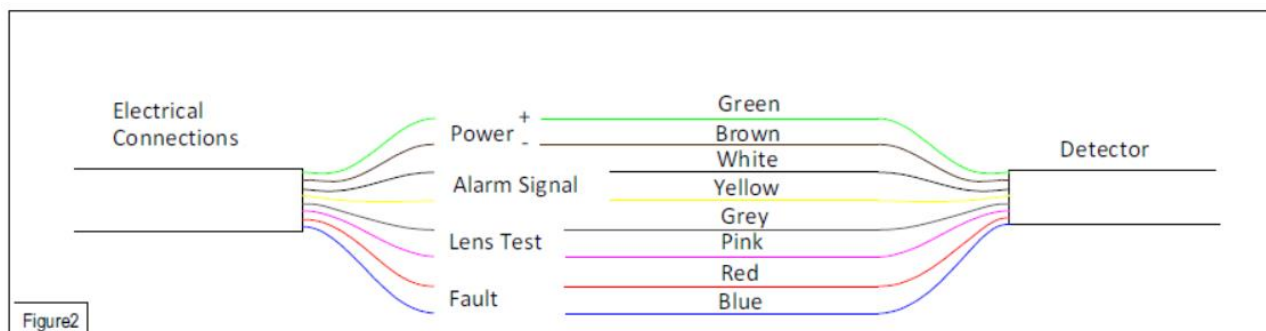 Electrical
Connections
Power
+
-
Alarm Signal
Lens Test
Fault
Green
Brown
White
Yellow
Grey
Pink
Red
Blue
Detector
Figure2